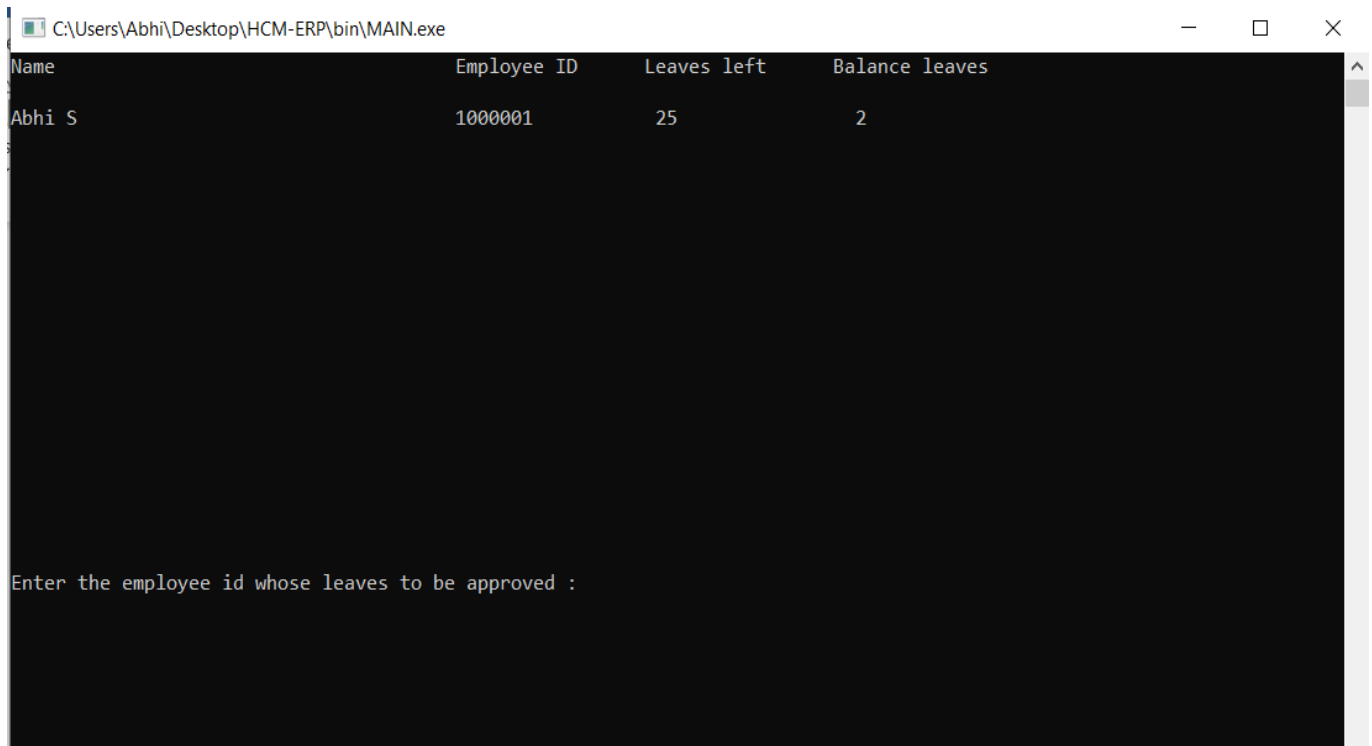 C:\Users\Abhi\Desktop\HCM-ERP\bin\MAIN.exe
Name Employee ID Leaves left Balance leaves
Abhi S 1000001 25 2
Enter the employee id whose leaves to be approved :